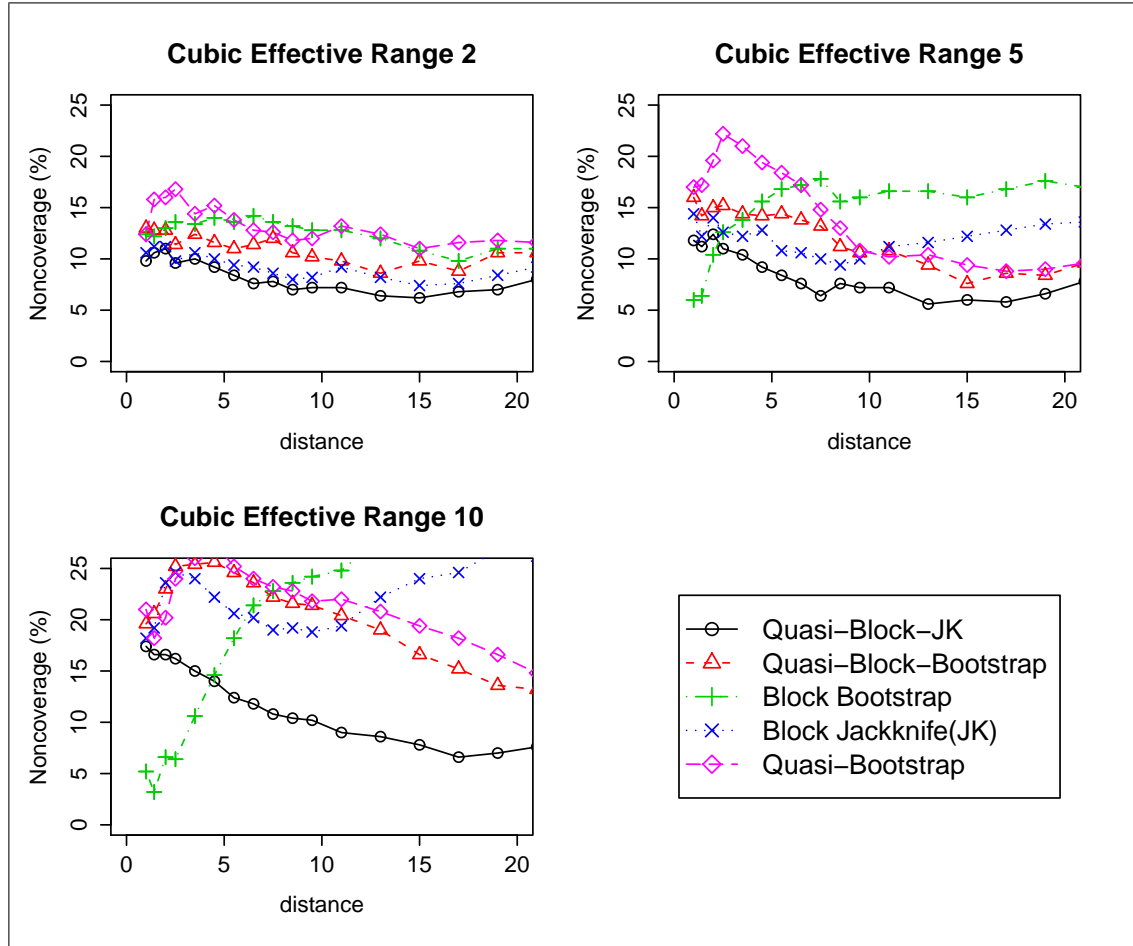 Cubic Effective Range 2
Noncoverage (%)
25
20
15
10
5
0
0 5 10 15 20
distance
Cubic Effective Range 5
Noncoverage (%)
25
20
15
10
5
0
0 5 10 15 20
distance
Cubic Effective Range 10
Noncoverage (%)
25
20
15
10
5
0
0 5 10 15 20
distance
Quasi−Block−JK
Quasi−Block−Bootstrap
Block Bootstrap
Block Jackknife(JK)
Quasi−Bootstrap